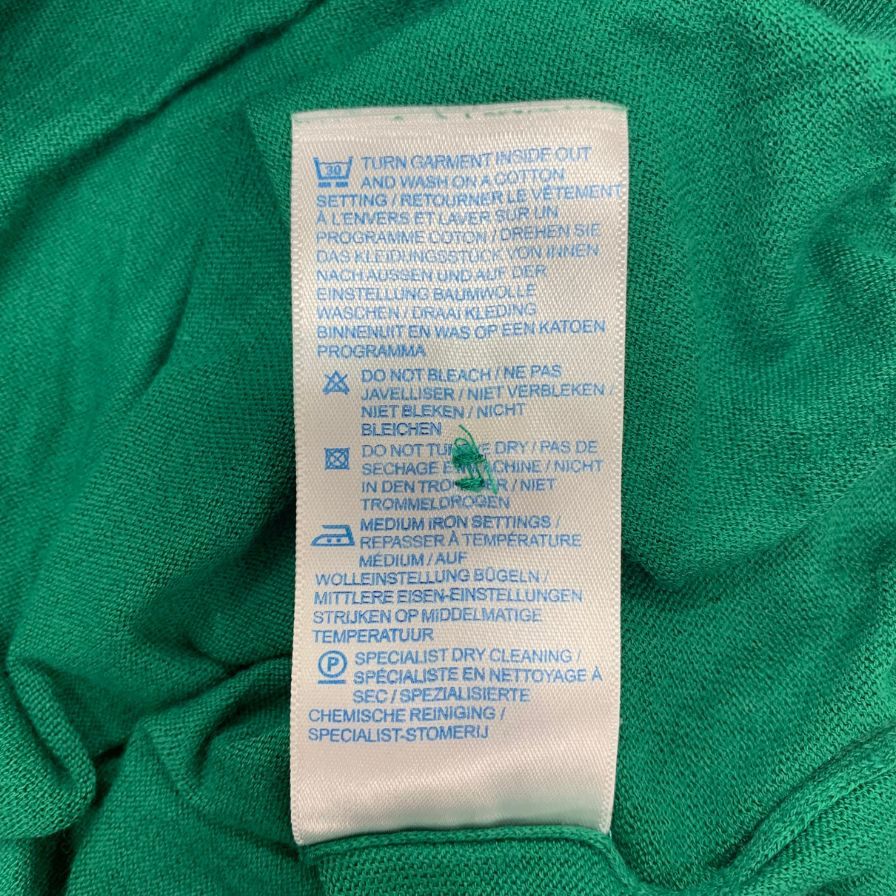 30 TURN GARMENT INSIDE OUT
AND WASH ON A COTTON
SETTING / RETOURNER LE VÊTEMENT
À L'ENVERS ET LAVER SUR UN
PROGRAMME COTON / DREHEN SIE
DAS KLEIDUNGSSTÜCK VON INNEN
NACH AUSSEN UND AUF DER
EINSTELLUNG BAUMWOLLE
WASCHEN / DRAAI KLEDING
BINNENUIT EN WAS OP EEN KATOEN
PROGRAMMA
DO NOT BLEACH / NE PAS
JAVELLISER / NIET VERBLEKEN /
NIET BLEKEN / NICHT
BLEICHEN
DO NOT DRY / PAS DE
SECHAGE / NICHT
IN DEN / NIET
TROMMELDROGEN
MEDIUM IRON SETTINGS /
REPASSER À TEMPÉRATURE
MÉDIUM / AUF
WOLLEINSTELLUNG BÜGELN /
MITTLERE EISEN-EINSTELLUNGEN
STRIJKEN OP MIDDELMATIGE
TEMPERATUUR
P SPECIALIST DRY CLEANING /
SPÉCIALISTE EN NETTOYAGE À
SEC / SPEZIALISIERTE
CHEMISCHE REINIGING /
SPECIALIST-STOMERIJ